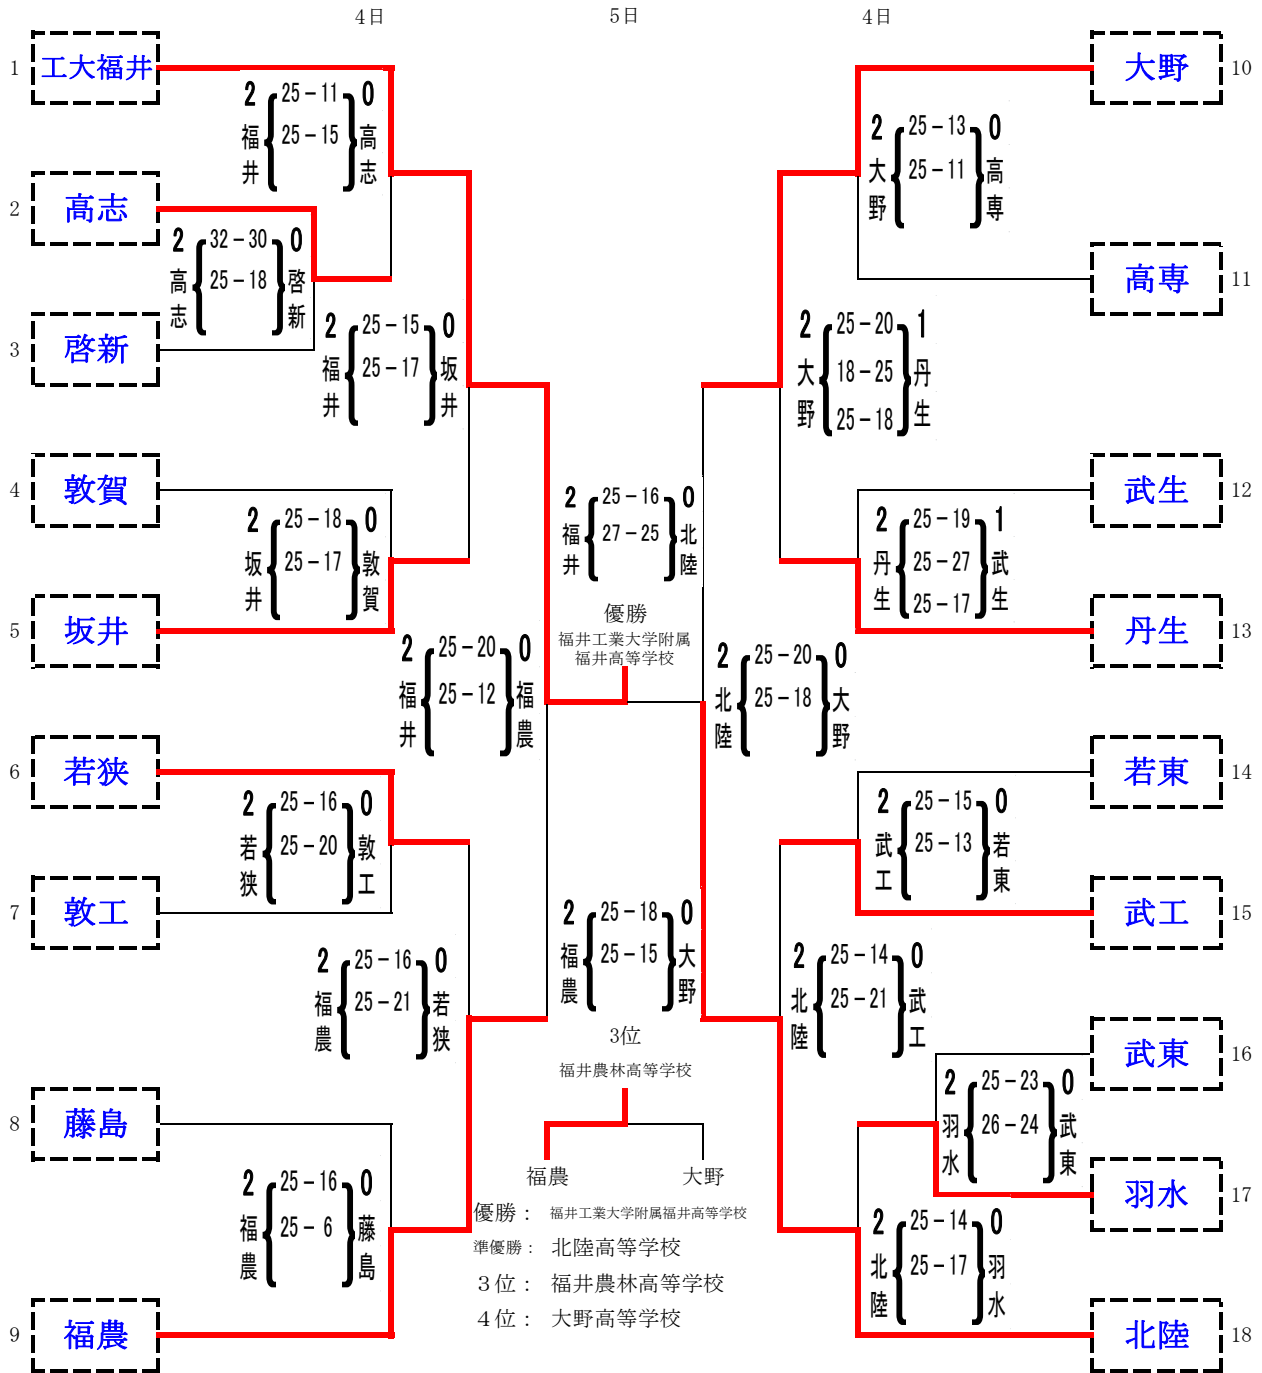 4日
5日
4日
1
工大福井
2
高志
3
啓新
4
敦賀
5
坂井
6
若狭
7
敦工
8
藤島
9
福農
大野
10
高専
11
武生
12
丹生
13
若東
14
武工
15
武東
16
羽水
17
北陸
18
2 25－11 0
福井 25－15 高志
2 32－30 0
高志 25－18 啓新
2 25－15 0
福井 25－17 坂井
2 25－18 0
坂井 25－17 敦賀
2 25－20 0
福井 25－12 福農
2 25－16 0
若狭 25－20 敦工
2 25－16 0
福農 25－21 若狭
2 25－16 0
福農 25－6 藤島
2 25－16 0
福井 27－25 北陸
優勝
福井工業大学附属
福井高等学校
2 25－18 0
福農 25－15 大野
3位
福井農林高等学校
福農
大野
2 25－13 0
大野 25－11 高専
2 25－20 1
大野 18－25 丹生
25－18
2 25－19 1
丹生 25－27 武生
25－17
2 25－20 0
北陸 25－18 大野
2 25－15 0
武工 25－13 若東
2 25－14 0
北陸 25－21 武工
2 25－23 0
羽水 26－24 武東
2 25－14 0
北陸 25－17 羽水
優勝： 福井工業大学附属福井高等学校
準優勝： 北陸高等学校
３位： 福井農林高等学校
４位： 大野高等学校